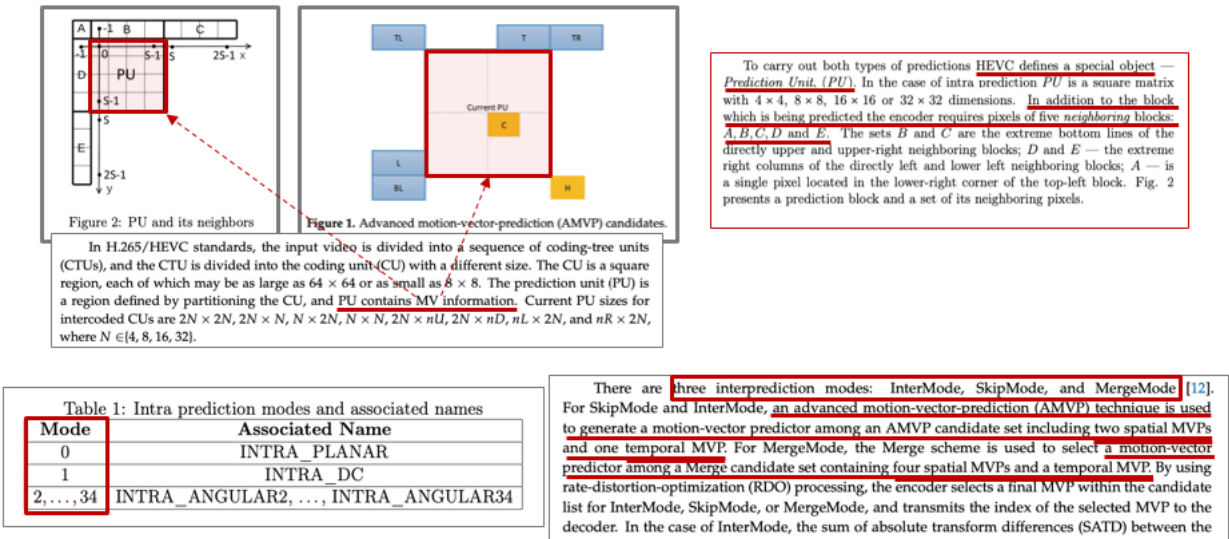 A -1 B C
-1 0 S-1 S 2S-1 x
D PU
S-1
S
E
2S-1
y
Figure 2: PU and its neighbors
TL T TR
Current PU
C
L
BL H
Figure 1. Advanced motion-vector-prediction (AMVP) candidates.
To carry out both types of predictions HEVC defines a special object —
Prediction Unit, (PU). In the case of intra prediction PU is a square matrix
with 4 × 4, 8 × 8, 16 × 16 or 32 × 32 dimensions. In addition to the block
which is being predicted the encoder requires pixels of five neighboring blocks:
A, B, C, D and E. The sets B and C are the extreme bottom lines of the
directly upper and upper-right neighboring blocks; D and E — the extreme
right columns of the directly left and lower left neighboring blocks; A — is
a single pixel located in the lower-right corner of the top-left block. Fig. 2
presents a prediction block and a set of its neighboring pixels.
In H.265/HEVC standards, the input video is divided into a sequence of coding-tree units
(CTUs), and the CTU is divided into the coding unit (CU) with a different size. The CU is a square
region, each of which may be as large as 64 × 64 or as small as 8 × 8. The prediction unit (PU) is
a region defined by partitioning the CU, and PU contains MV information. Current PU sizes for
intercoded CUs are 2N × 2N, 2N × N, N × 2N, N × N, 2N × nU, 2N × nD, nL × 2N, and nR × 2N,
where N ∈{4, 8, 16, 32}.
Table 1: Intra prediction modes and associated names
Mode Associated Name
0 INTRA_PLANAR
1 INTRA_DC
2, . . . , 34 INTRA_ANGULAR2, . . . , INTRA_ANGULAR34
There are three interprediction modes: InterMode, SkipMode, and MergeMode [12].
For SkipMode and InterMode, an advanced motion-vector-prediction (AMVP) technique is used
to generate a motion-vector predictor among an AMVP candidate set including two spatial MVPs
and one temporal MVP. For MergeMode, the Merge scheme is used to select a motion-vector
predictor among a Merge candidate set containing four spatial MVPs and a temporal MVP. By using
rate-distortion-optimization (RDO) processing, the encoder selects a final MVP within the candidate
list for InterMode, SkipMode, or MergeMode, and transmits the index of the selected MVP to the
decoder. In the case of InterMode, the sum of absolute transform differences (SATD) between the